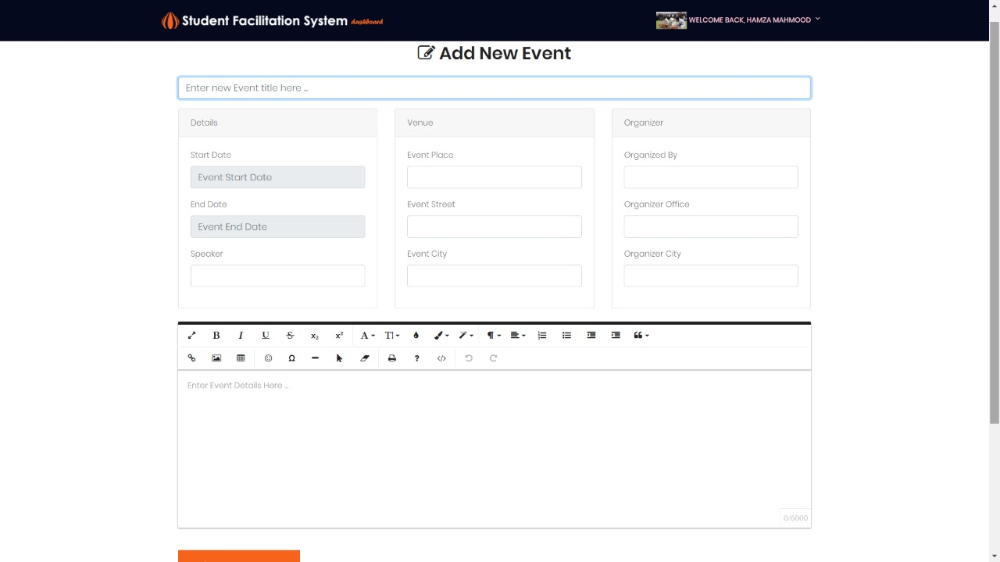 Student Facilitation System dashboard
WELCOME BACK, HAMZA MAHMOOD
Add New Event
Enter new Event title here ...
Details
Venue
Organizer
Start Date
Event Place
Organized By
Event Start Date
End Date
Event Street
Organizer Office
Event End Date
Speaker
Event City
Organizer City
B I U S x₂ x²
A T
Ω ? </>
Enter Event Details Here ...
0/6000